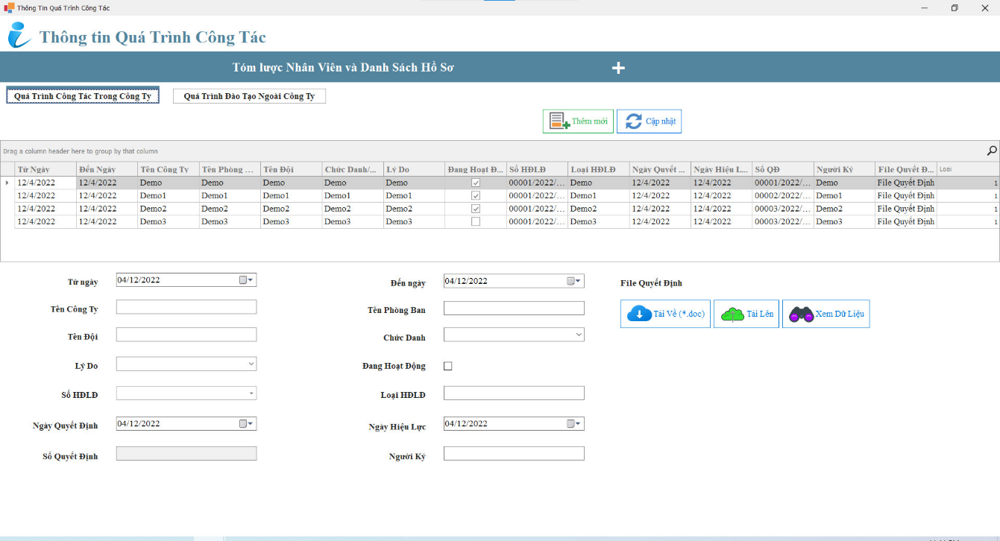 Thông Tin Quá Trình Công Tác
Thông tin Quá Trình Công Tác
Tóm lược Nhân Viên và Danh Sách Hồ Sơ
Quá Trình Công Tác Trong Công Ty Quá Trình Đào Tạo Ngoài Công Ty
Thêm mới Cập nhật
Drag a column header here to group by that column
Từ Ngày Đến Ngày Tên Công Ty Tên Phòng ... Tên Đội Chức Danh/... Lý Do Đang Hoạt Đ... Số HĐLĐ Loại HĐLĐ Ngày Quyết ... Ngày Hiệu L... Số QĐ Người Ký File Quyết Đ... Loai
12/4/2022 12/4/2022 Demo Demo Demo Demo Demo 00001/2022/... Demo 12/4/2022 12/4/2022 00001/2022/... Demo File Quyết Định 1
12/4/2022 12/4/2022 Demo1 Demo1 Demo1 Demo1 Demo1 00001/2022/... Demo1 12/4/2022 12/4/2022 00002/2022/... Demo1 File Quyết Định 1
12/4/2022 12/4/2022 Demo2 Demo2 Demo2 Demo2 Demo2 00001/2022/... Demo2 12/4/2022 12/4/2022 00003/2022/... Demo2 File Quyết Định 1
12/4/2022 12/4/2022 Demo3 Demo3 Demo3 Demo3 Demo3 00001/2022/... Demo3 12/4/2022 12/4/2022 00003/2022/... Demo3 File Quyết Định 1
Từ ngày 04/12/2022 Đến ngày 04/12/2022 File Quyết Định
Tên Công Ty Tên Phòng Ban Tải Về (*.doc) Tải Lên Xem Dữ Liệu
Tên Đội Chức Danh
Lý Do Đang Hoạt Động
Số HĐLĐ Loại HĐLĐ
Ngày Quyết Định 04/12/2022 Ngày Hiệu Lực 04/12/2022
Số Quyết Định Người Ký